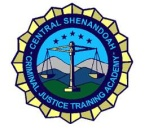 CENTRAL SHENANDOAH
CRIMINAL JUSTICE TRAINING ACADEMY